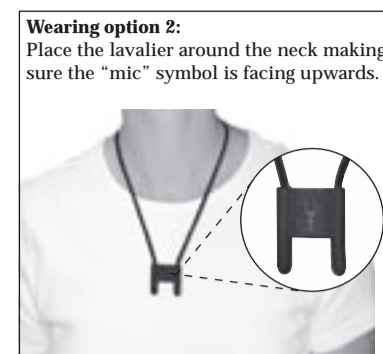 Wearing option 2:
Place the lavalier around the neck making
sure the “mic” symbol is facing upwards.